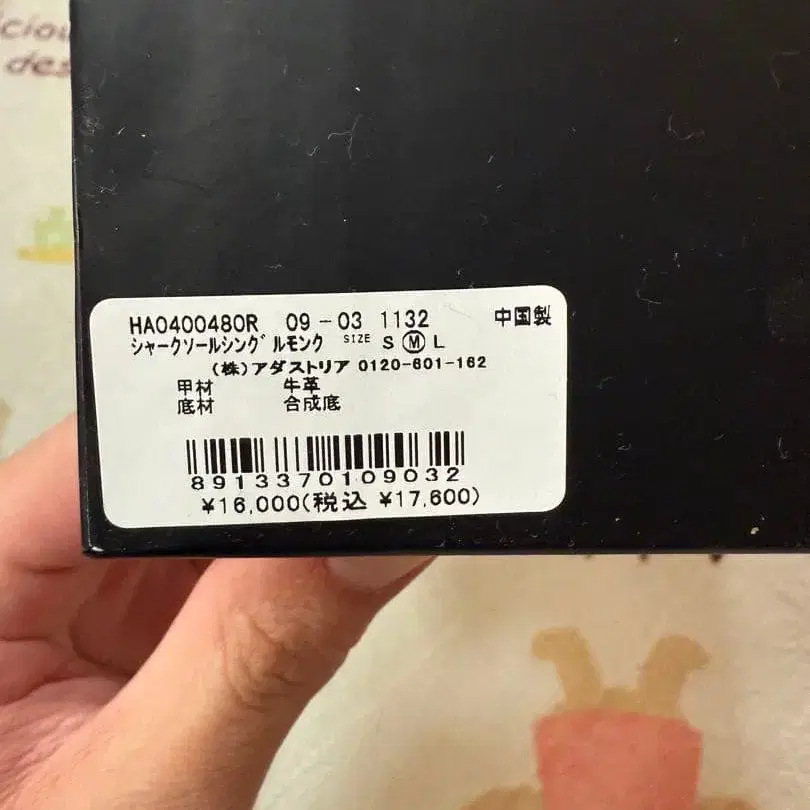 des
HA0400480R 09-03 1132 中国製
シャークソールシングルモンク SIZE S Ⓜ L
(株)アダストリア 0120-601-162
甲材 牛革
底材 合成底
8913370109032
¥16,000(税込 ¥17,600)